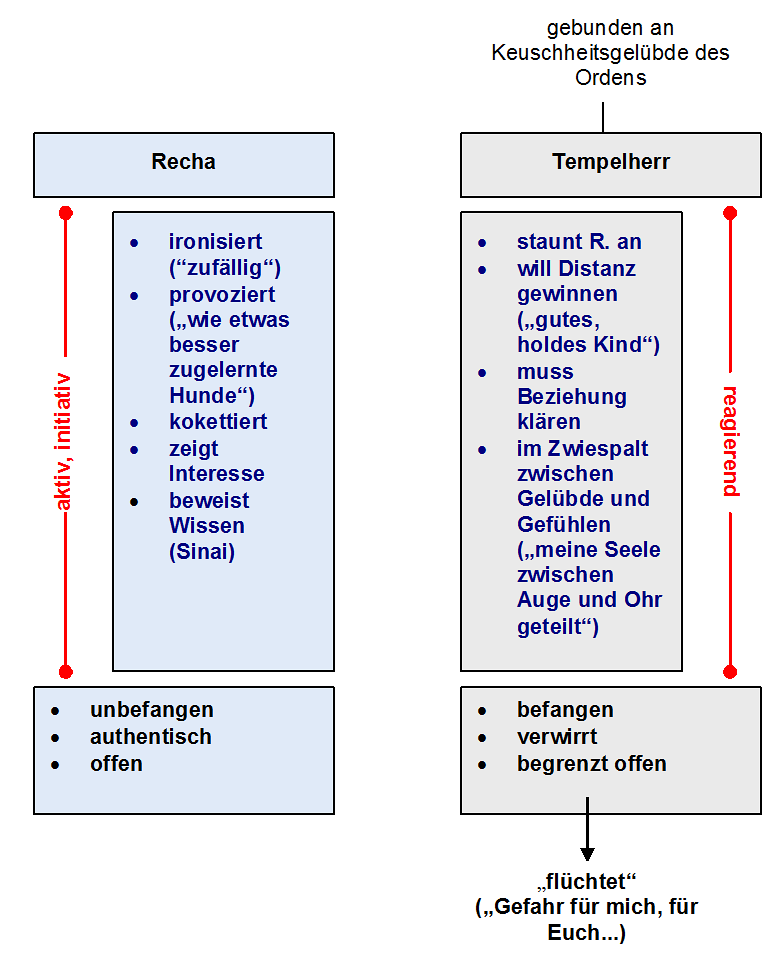 gebunden an
Keuschheitsgelübde des
Ordens
Recha
Tempelherr
aktiv, initiativ
• ironisiert
(“zufällig“)
• provoziert
(„wie etwas
besser
zugelernte
Hunde“)
• kokettiert
• zeigt
Interesse
• beweist
Wissen
(Sinai)
• staunt R. an
• will Distanz
gewinnen
(„gutes,
holdes Kind“)
• muss
Beziehung
klären
• im Zwiespalt
zwischen
Gelübde und
Gefühlen
(„meine Seele
zwischen
Auge und Ohr
geteilt“)
reagierend
• unbefangen
• authentisch
• offen
• befangen
• verwirrt
• begrenzt offen
„flüchtet“
(„Gefahr für mich, für
Euch...)